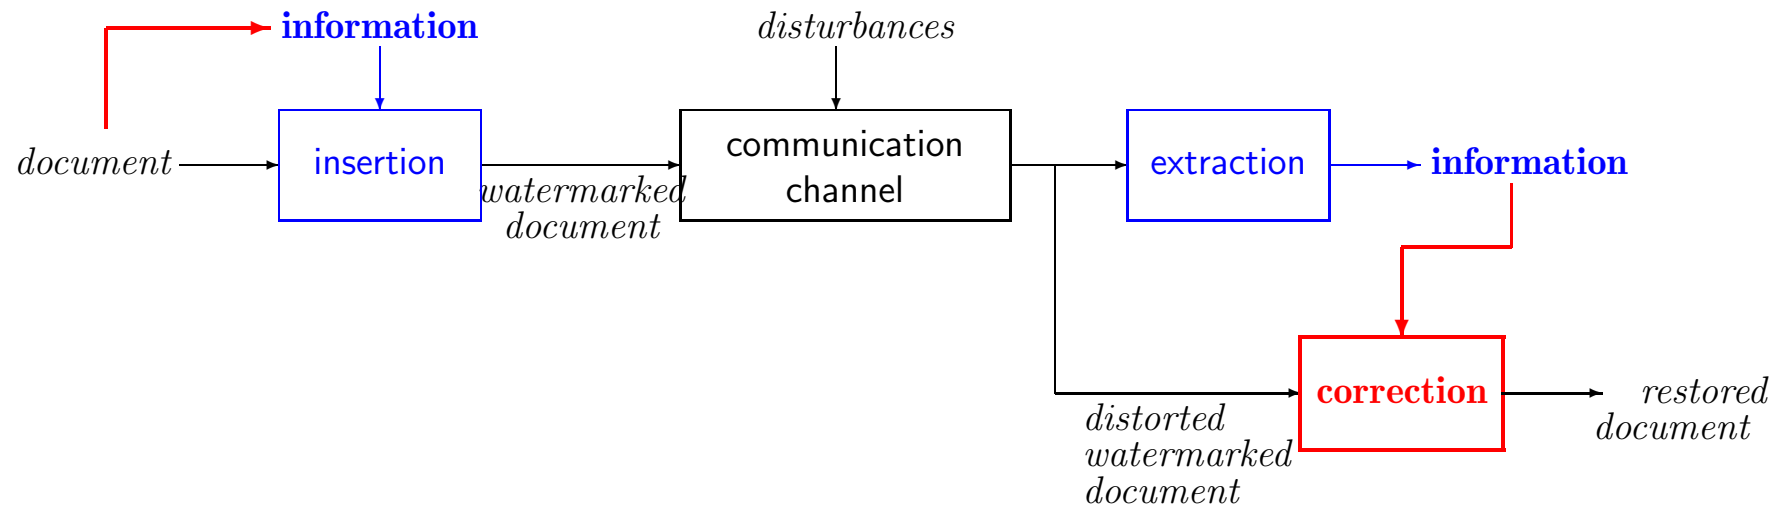 information
disturbances
document
insertion
watermarked
document
communication
channel
extraction
information
correction
distorted
watermarked
document
restored
document